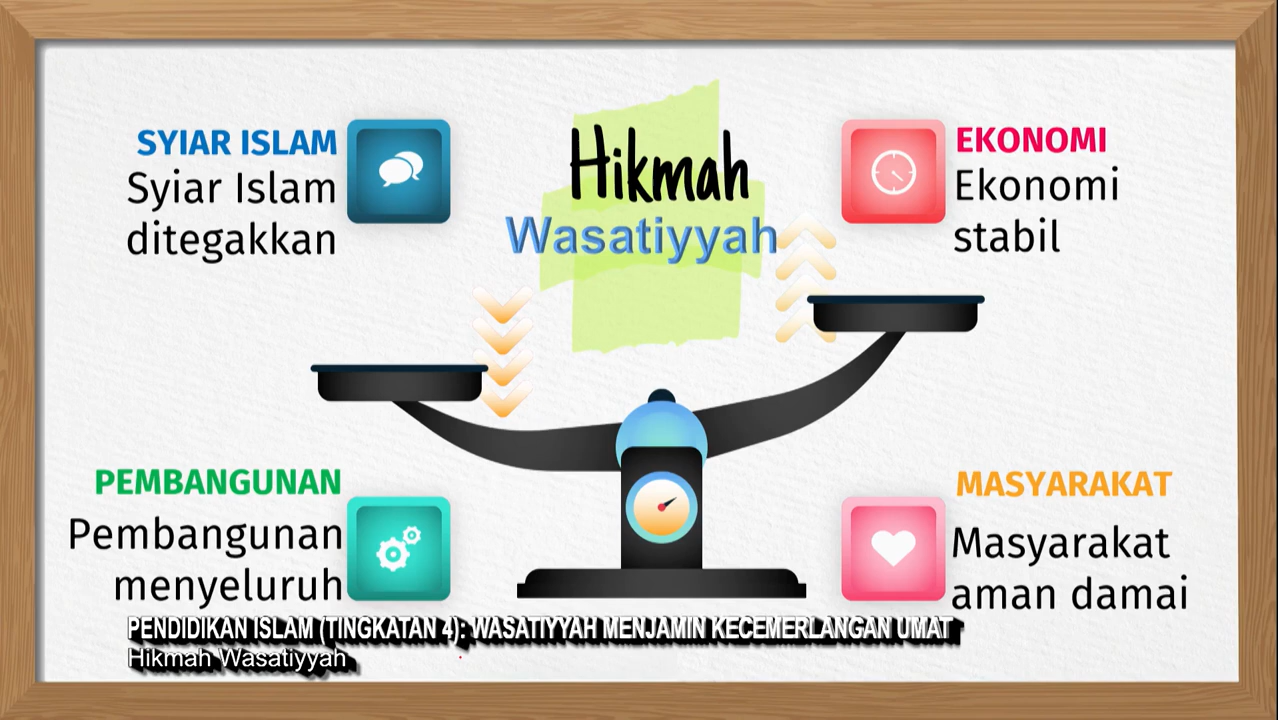 Hikmah
Wasatiyyah
SYIAR ISLAM
Syiar Islam
ditegakkan
EKONOMI
Ekonomi
stabil
PEMBANGUNAN
Pembangunan
menyeluruh
MASYARAKAT
Masyarakat
aman damai
PENDIDIKAN ISLAM (TINGKATAN 4): WASATIYYAH MENJAMIN KECEMERLANGAN UMAT
Hikmah Wasatiyyah